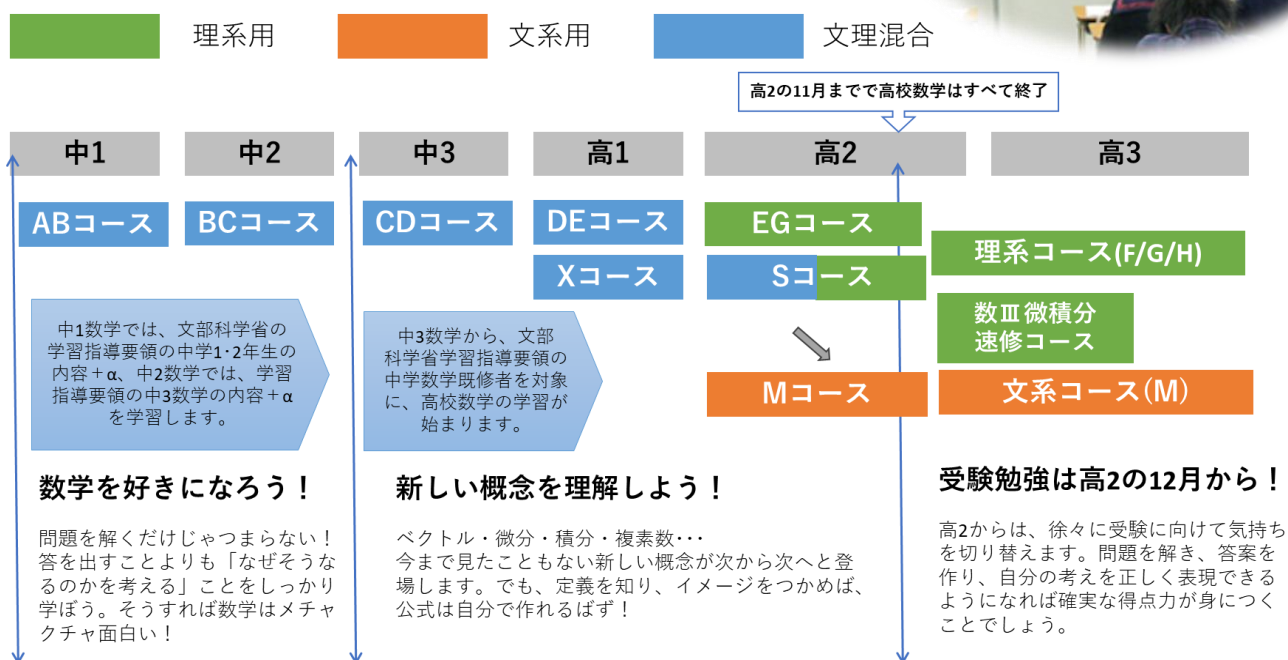 理系用
文系用
文理混合
高2の11月までで高校数学はすべて終了
中1
中2
中3
高1
高2
高3
ABコース
BCコース
CDコース
DEコース
EGコース
Xコース
Sコース
理系コース(F/G/H)
数Ⅲ微積分
速修コース
Mコース
文系コース(M)
中1数学では、文部科学省の
学習指導要領の中学1・2年生の
内容+α、中2数学では、学習
指導要領の中3数学の内容+α
を学習します。
中3数学から、文部
科学省学習指導要領の
中学数学既修者を対象
に、高校数学の学習が
始まります。
数学を好きになろう！
問題を解くだけじゃつまらない！
答を出すことよりも「なぜそうな
るのかを考える」ことをしっかり
学ぼう。そうすれば数学はメチャ
クチャ面白い！
新しい概念を理解しよう！
ベクトル・微分・積分・複素数･･･
今まで見たこともない新しい概念が次から次へと登
場します。でも、定義を知り、イメージをつかめば、
公式は自分で作れるばず！
受験勉強は高2の12月から！
高2からは、徐々に受験に向けて気持ち
を切り替えます。問題を解き、答案を
作り、自分の考えを正しく表現できる
ようになれば確実な得点力が身につく
ことでしょう。